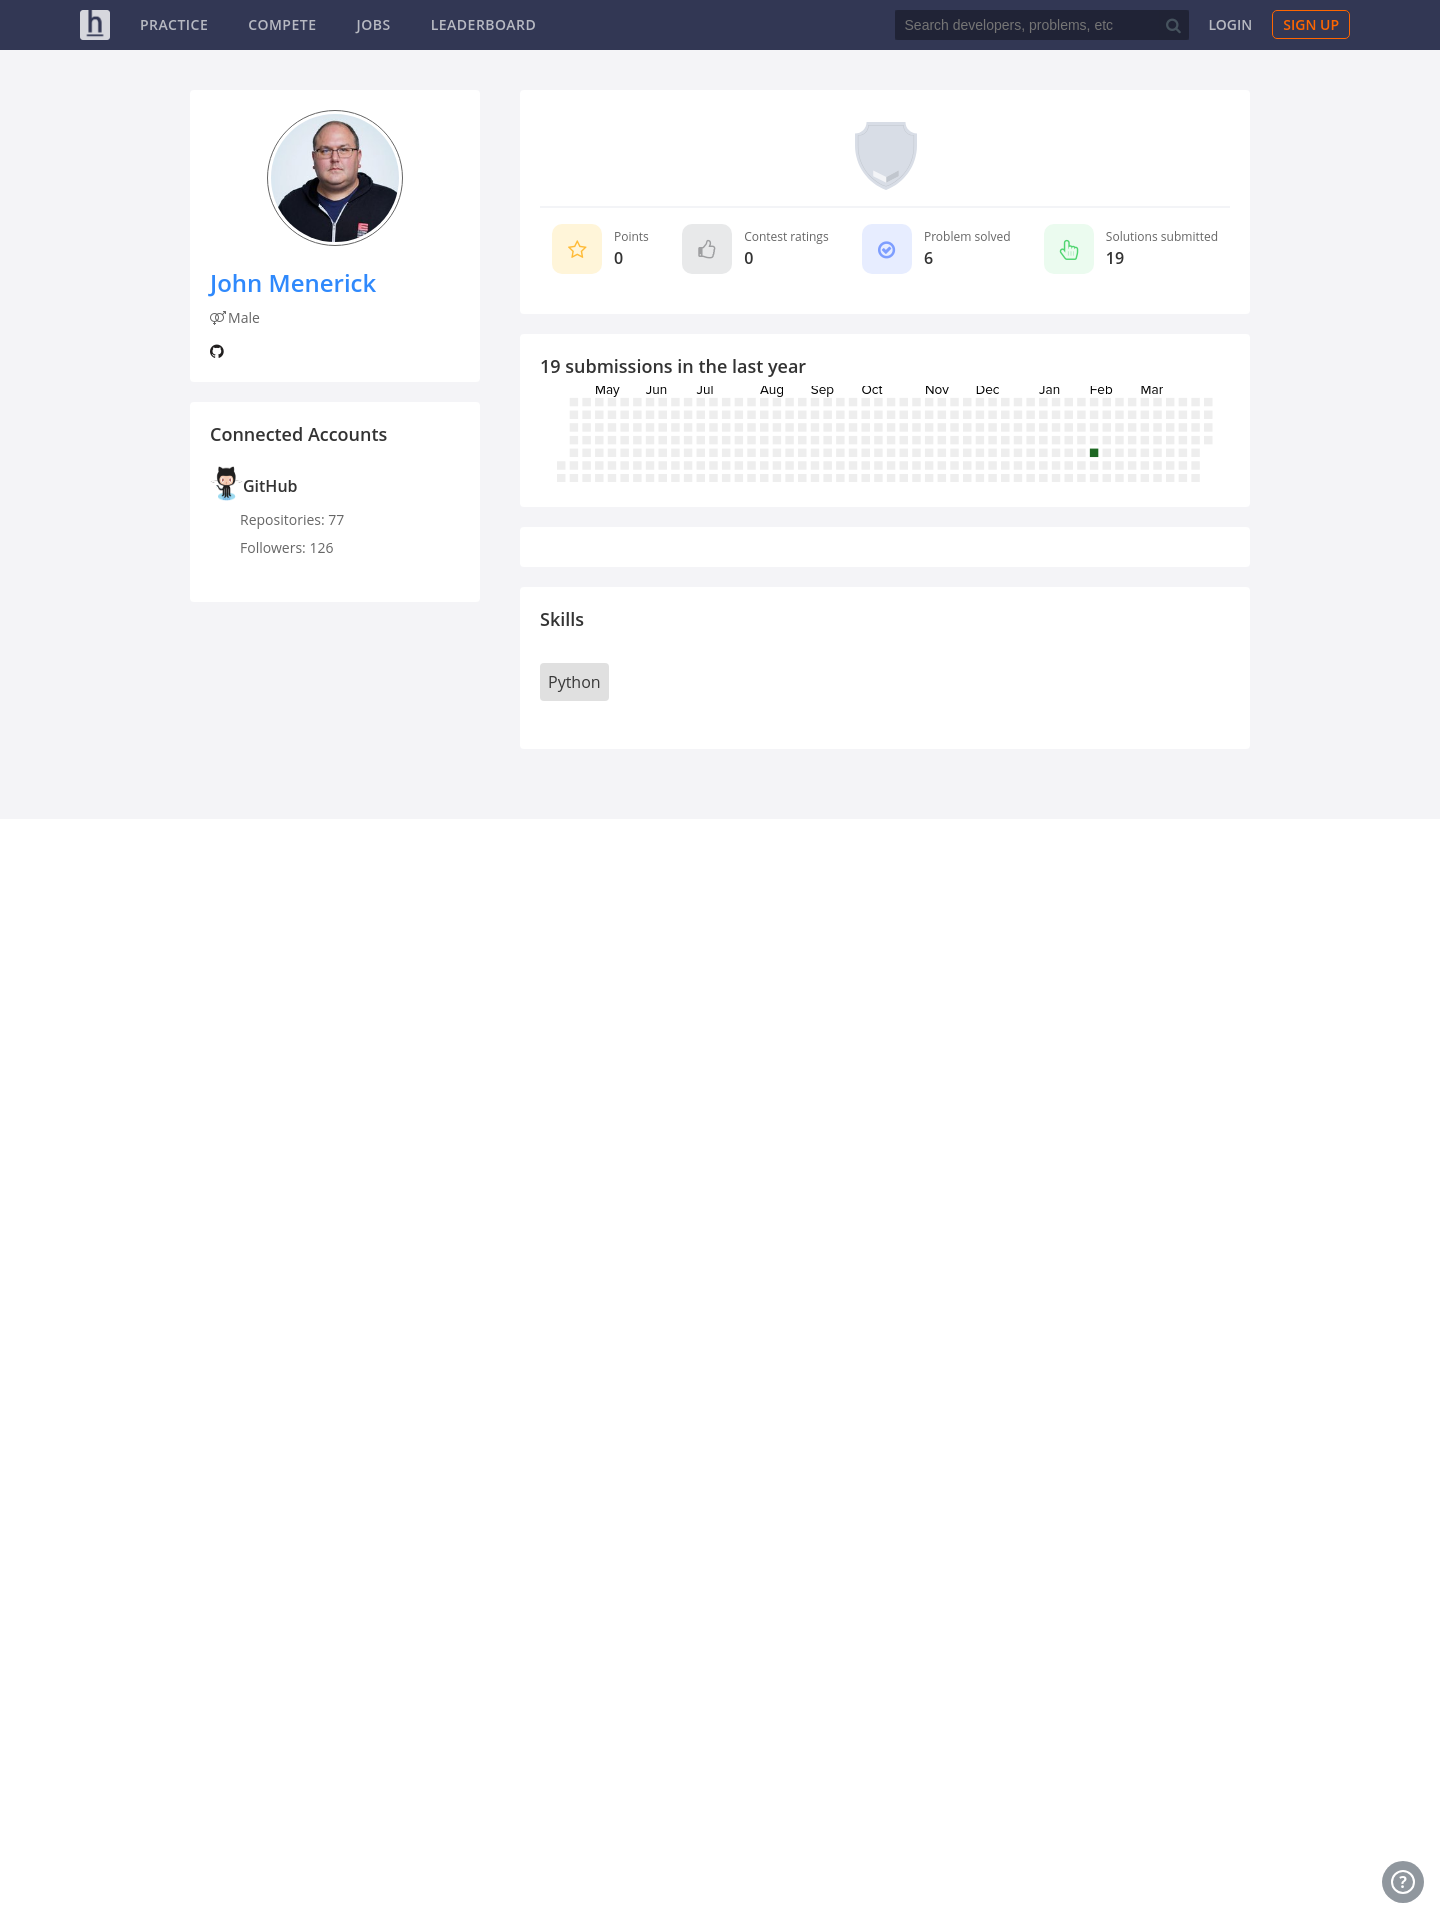 h PRACTICE COMPETE JOBS LEADERBOARD Search developers, problems, etc LOGIN SIGN UP
John Menerick
Male
Connected Accounts
GitHub
Repositories: 77
Followers: 126
Points
0
Contest ratings
0
Problem solved
6
Solutions submitted
19
19 submissions in the last year
May Jun Jul Aug Sep Oct Nov Dec Jan Feb Mar
Skills
Python
?